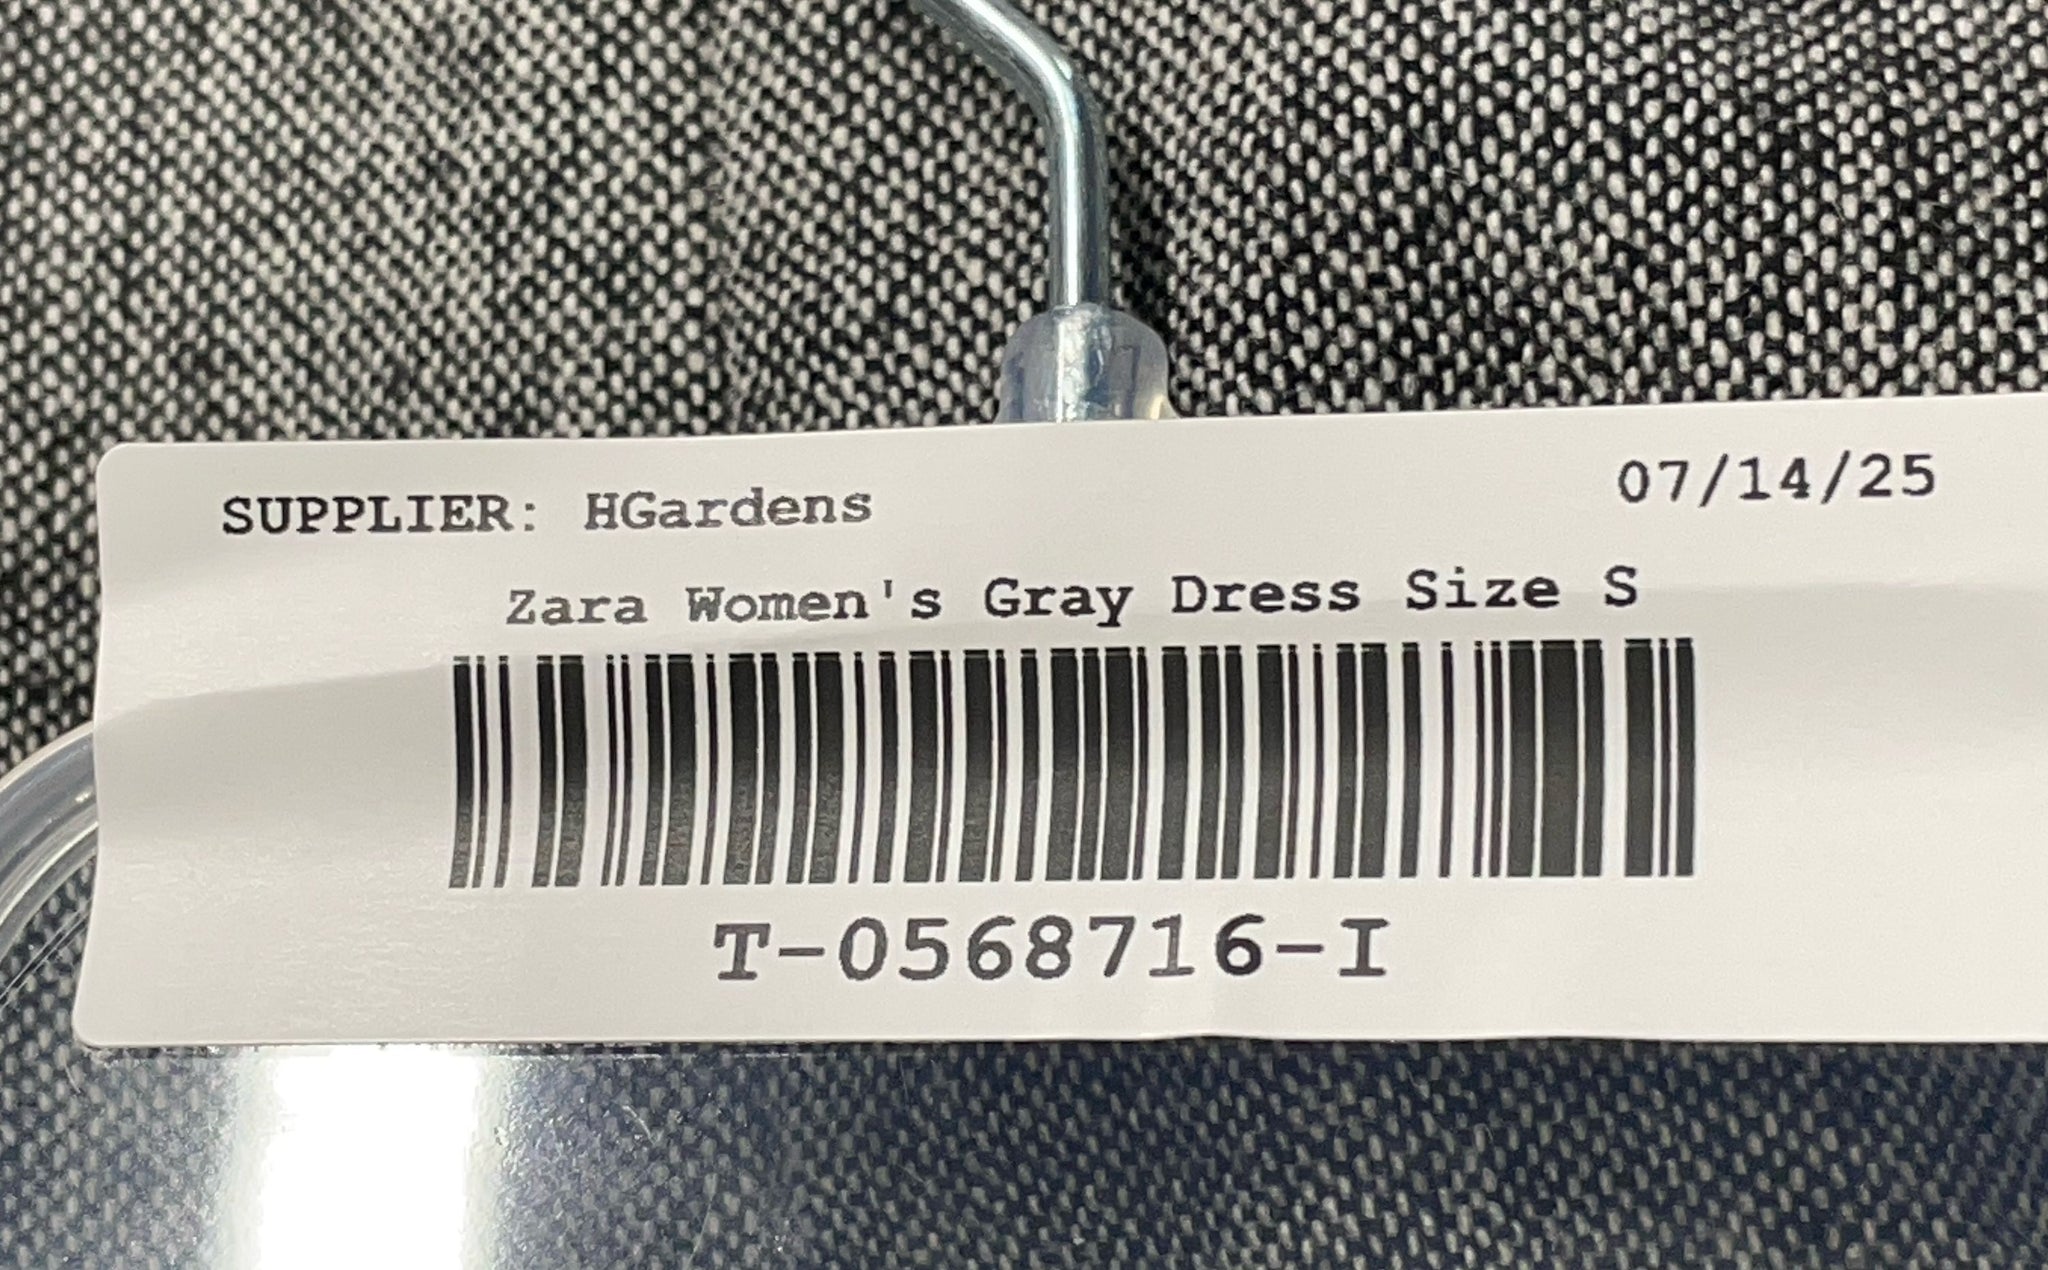 SUPPLIER: HGardens 07/14/25
Zara Women's Gray Dress Size S
T-0568716-I